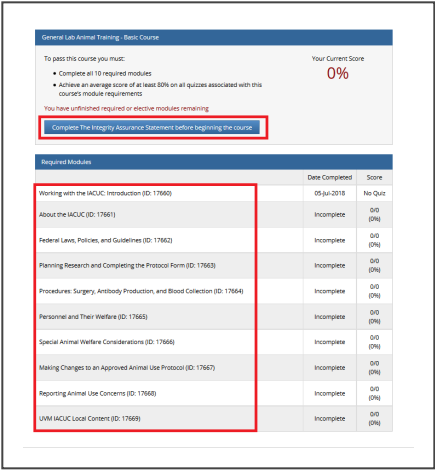 General Lab Animal Training - Basic Course
To pass this course you must:
Your Current Score
• Complete all 10 required modules
0%
• Achieve an average score of at least 80% on all quizzes associated with this
course's module requirements
You have unfinished required or elective modules remaining
Complete The Integrity Assurance Statement before beginning the course
Required Modules
Date Completed Score
Working with the IACUC: Introduction (ID: 17660) 05-Jul-2018 No Quiz
About the IACUC (ID: 17661) Incomplete 0/0
(0%)
Federal Laws, Policies, and Guidelines (ID: 17662) Incomplete 0/0
(0%)
Planning Research and Completing the Protocol Form (ID: 17663) Incomplete 0/0
(0%)
Procedures: Surgery, Antibody Production, and Blood Collection (ID: 17664) Incomplete 0/0
(0%)
Personnel and Their Welfare (ID: 17665) Incomplete 0/0
(0%)
Special Animal Welfare Considerations (ID: 17666) Incomplete 0/0
(0%)
Making Changes to an Approved Animal Use Protocol (ID: 17667) Incomplete 0/0
(0%)
Reporting Animal Use Concerns (ID: 17668) Incomplete 0/0
(0%)
UVM IACUC Local Content (ID: 17669) Incomplete 0/0
(0%)